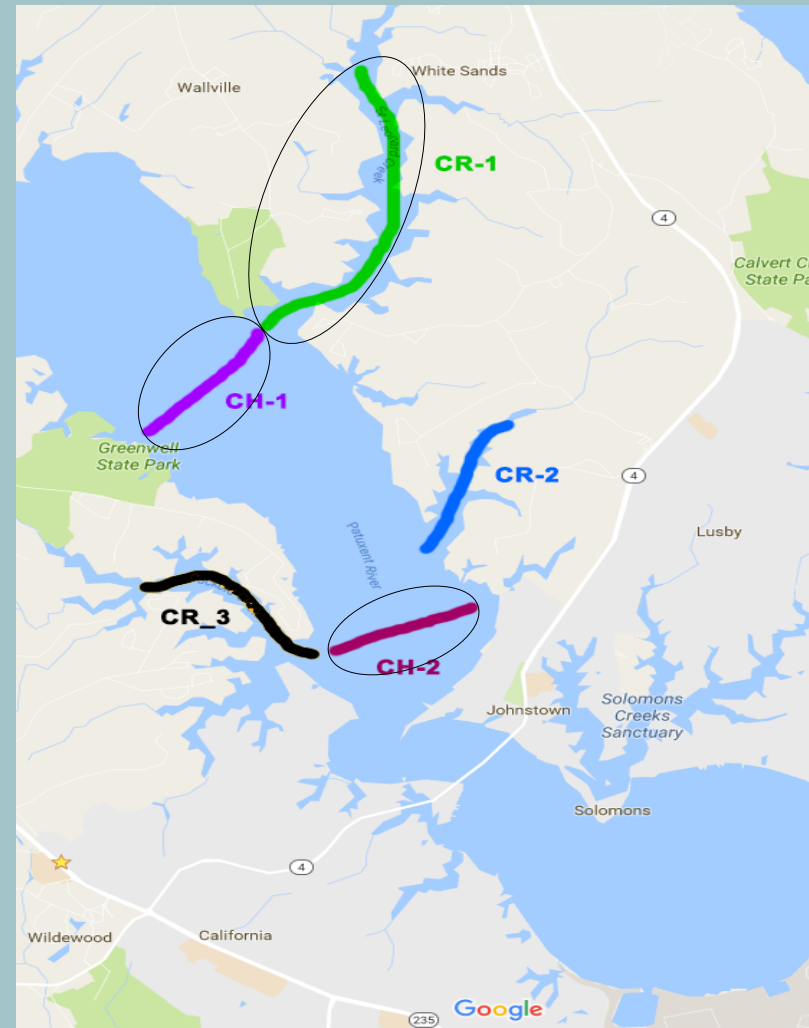 Wallville
White Sands
CR-1
4
Calvert C
State Pa
CH-1
Greenwell
State Park
CR-2
4
Lusby
Patuxent River
CR_3
CH-2
Johnstown
Solomons
Creeks
Sanctuary
Solomons
4
Wildewood
California
Google
235